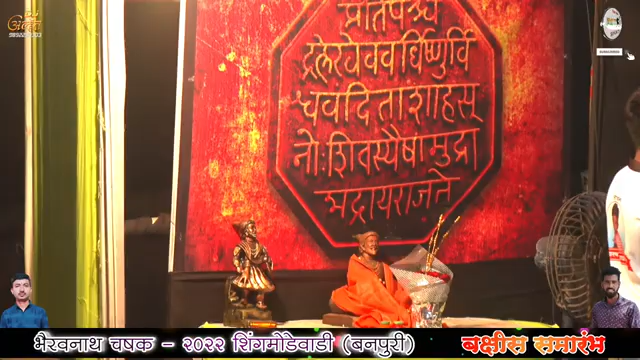 प्रतिपच्चं
द्रलेखेववर्धिष्णुर्वि
श्ववंदिताशाहसू
नोःशिवस्यैषामुद्रा
भद्रायराजते
भैरवनाथ चषक - २०२२ शिंगमोडेवाडी (बनपुरी)
बक्षीस समारंभ